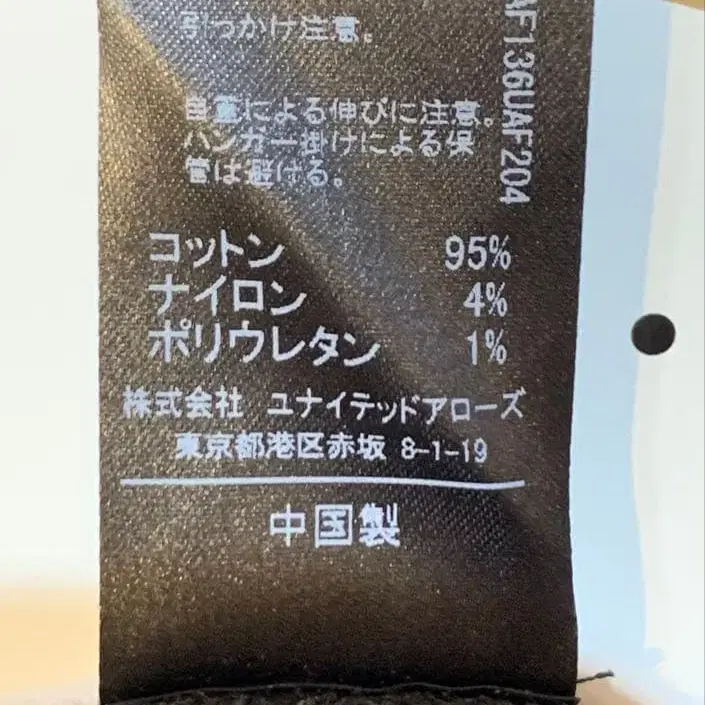 引っかけ注意。
自重による伸びに注意。
ハンガー掛けによる保
管は避ける。
コットン 95%
ナイロン 4%
ポリウレタン 1%
株式会社 ユナイテッドアローズ
東京都港区赤坂 8-1-19
中国製
AF136UAF204